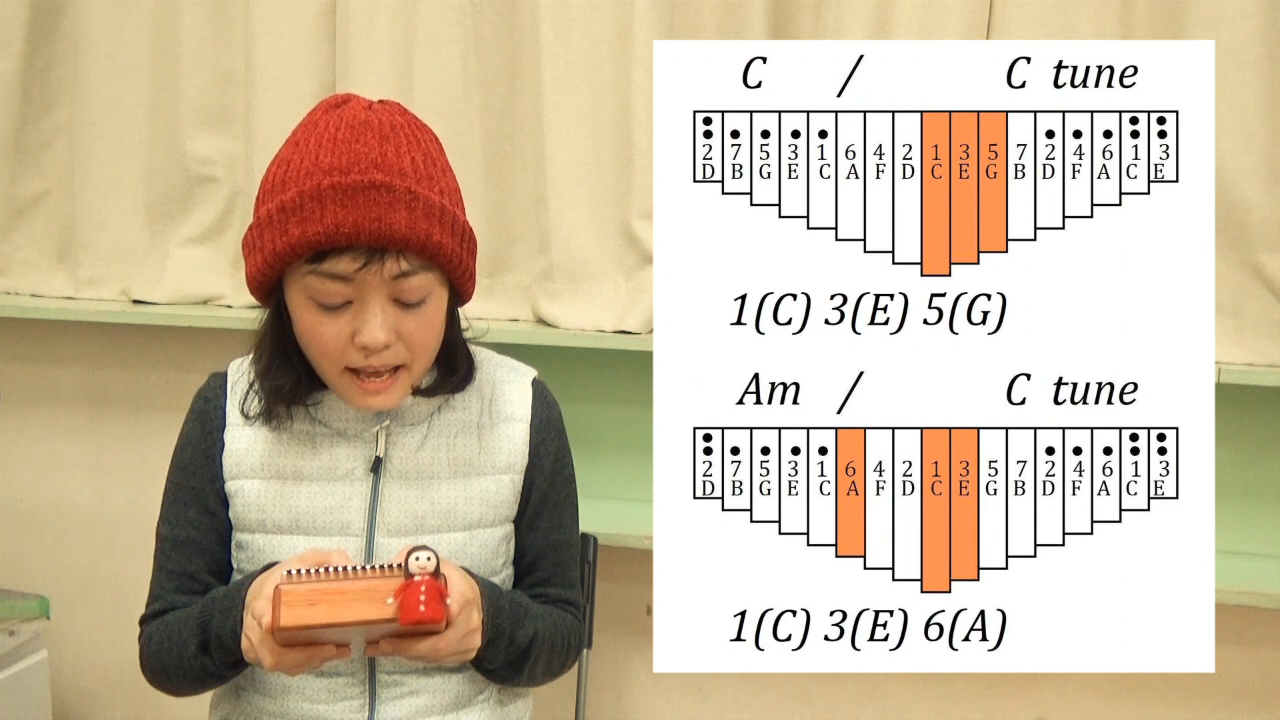 C / C tune
2 7 5 3 1 6 4 2 1 3 5 7 2 4 6 1 3
D B G E C A F D C E G B D F A C E
1(C) 3(E) 5(G)
Am / C tune
2 7 5 3 1 6 4 2 1 3 5 7 2 4 6 1 3
D B G E C A F D C E G B D F A C E
1(C) 3(E) 6(A)